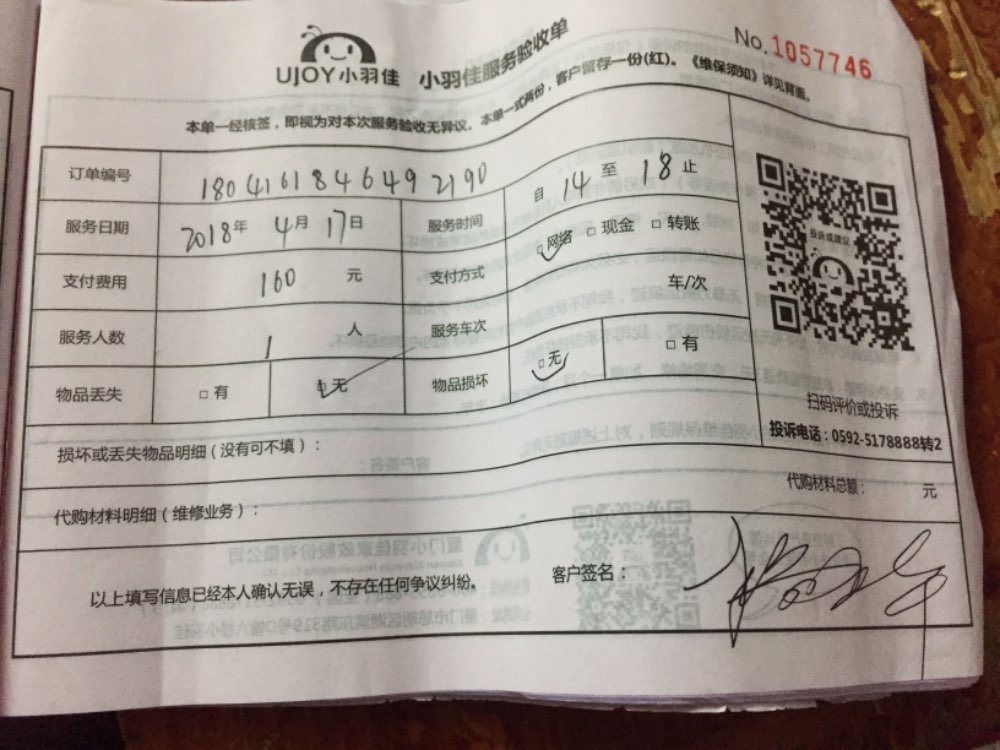 UJOY小羽佳 小羽佳服务验收单
No.1057746
本单一经核签，即视为对本次服务验收无异议。本单一式两份，客户留存一份(红)。《维保须知》详见背面。
订单编号 1804161846492190
服务日期 2018年 4月 17日 服务时间 自 14 至 18 止
支付费用 160 元 支付方式 □网络 □现金 □转账
服务人数 1 人 服务车次 车/次
物品丢失 □有 □无 物品损坏 □无 □有
投诉或建议
扫码评价或投诉
投诉电话：0592-5178888转2
损坏或丢失物品明细（没有可不填）：
代购材料明细（维修业务）： 代购材料总额： 元
以上填写信息已经本人确认无误，不存在任何争议纠纷。 客户签名：